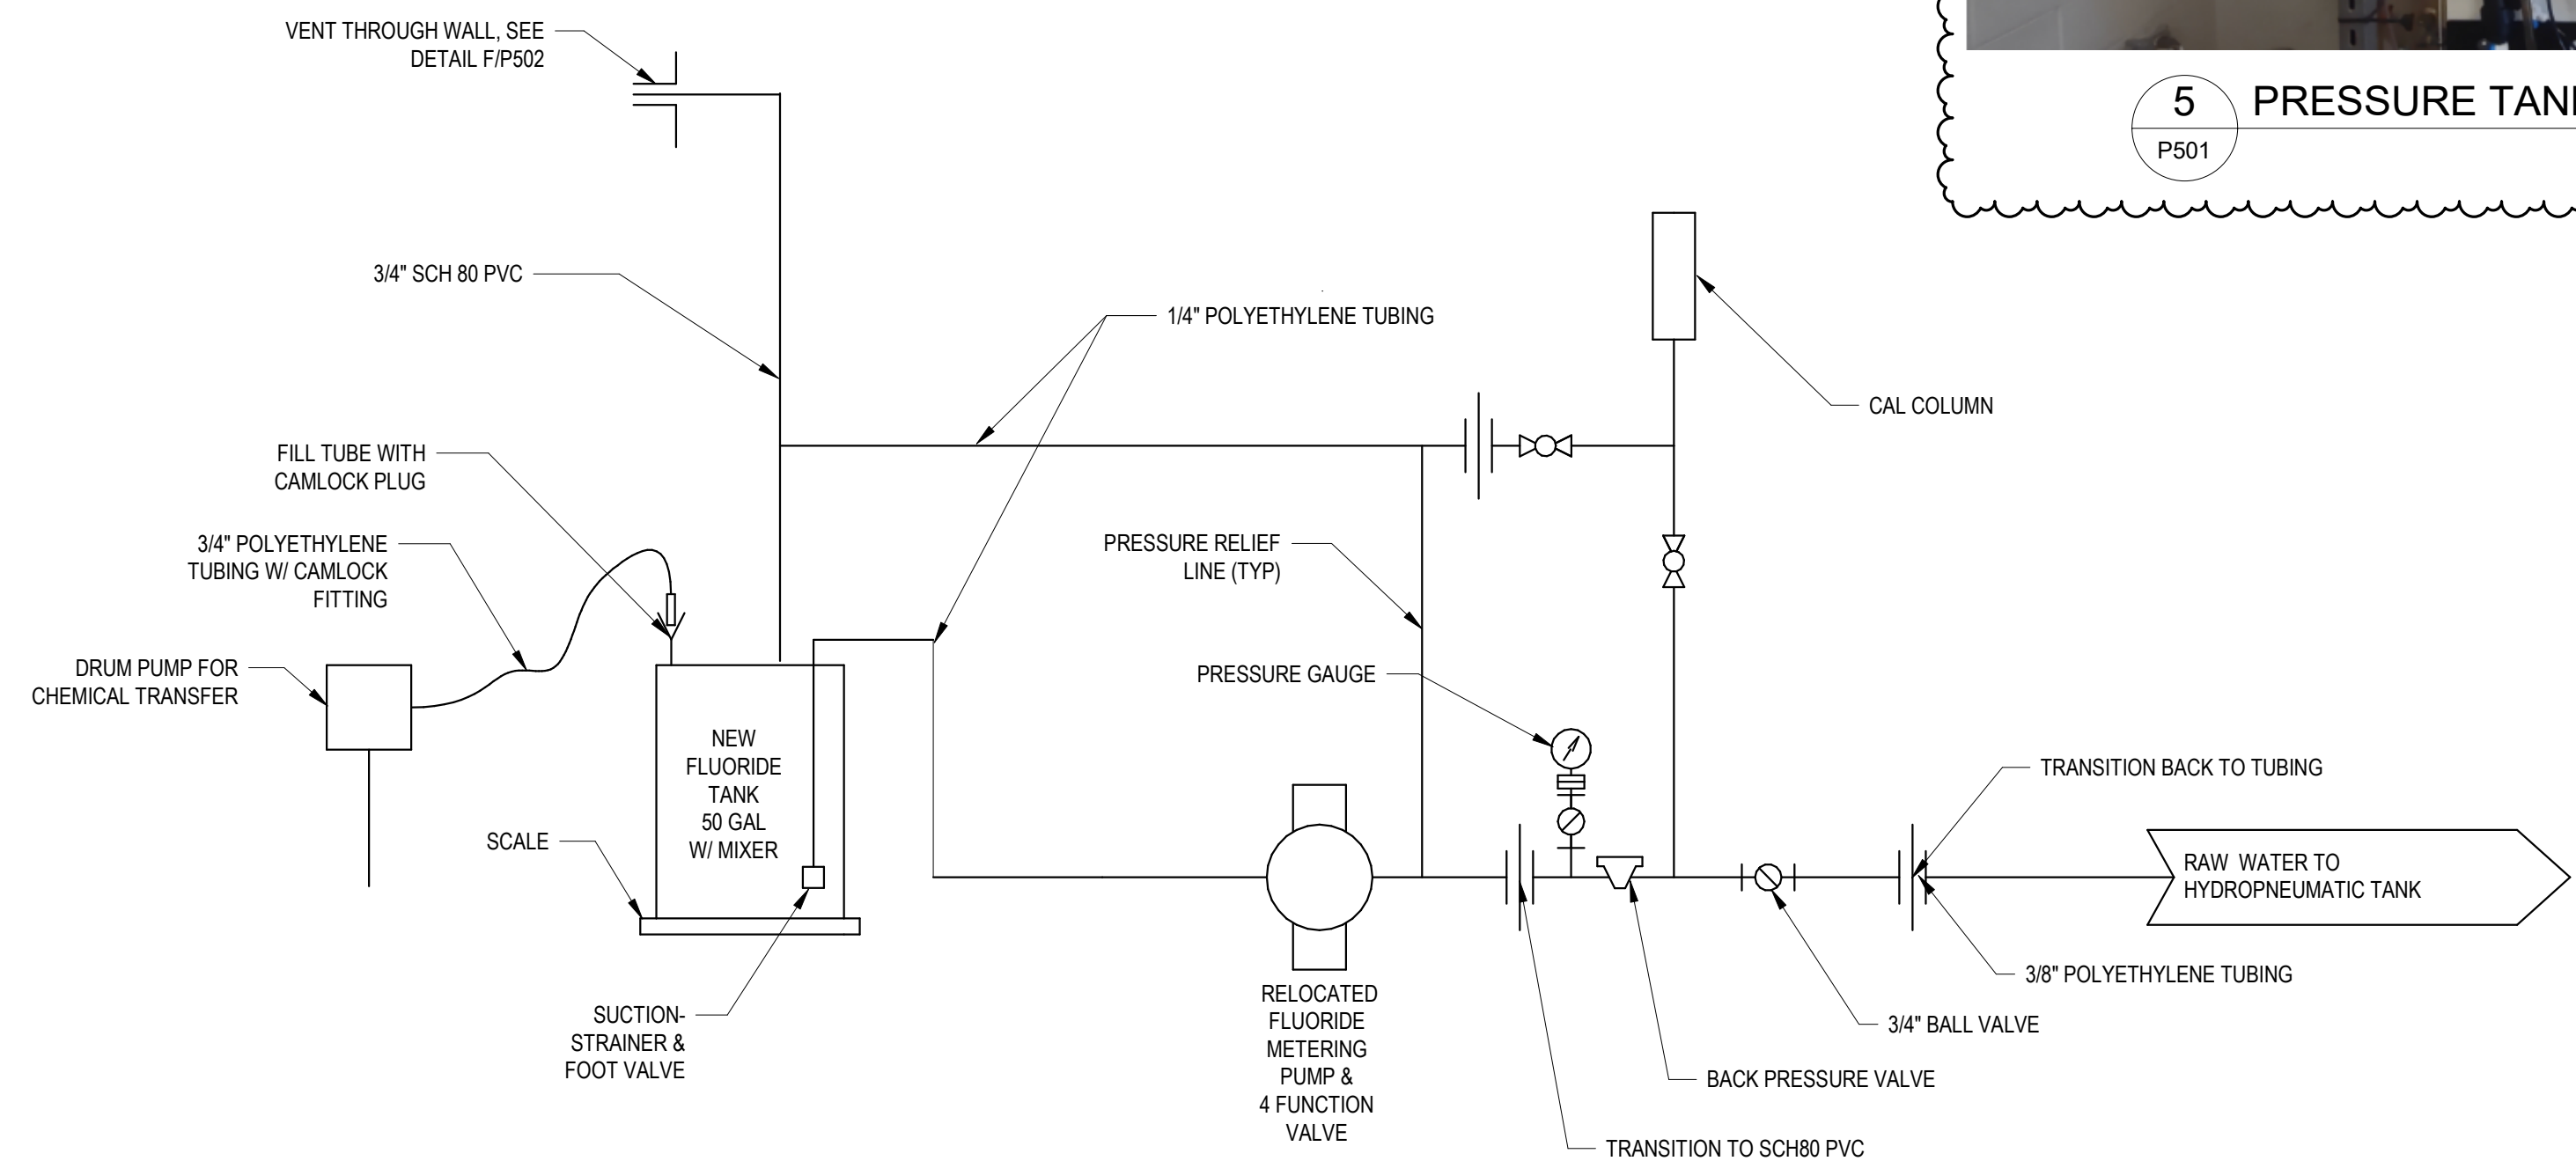 VENT THROUGH WALL, SEE
DETAIL F/P502
5
P501
PRESSURE
3/4" SCH 80 PVC
1/4" POLYETHYLENE TUBING
CAL COLUMN
FILL TUBE WITH
CAMLOCK PLUG
3/4" POLYETHYLENE
TUBING W/ CAMLOCK
FITTING
PRESSURE RELIEF
LINE (TYP)
DRUM PUMP FOR
CHEMICAL TRANSFER
PRESSURE GAUGE
NEW
FLUORIDE
TANK
50 GAL
W/ MIXER
SCALE
TRANSITION BACK TO TUBING
RAW WATER TO
HYDROPNEUMATIC TANK
3/8" POLYETHYLENE TUBING
SUCTION-
STRAINER &
FOOT VALVE
RELOCATED
FLUORIDE
METERING
PUMP &
4 FUNCTION
VALVE
3/4" BALL VALVE
BACK PRESSURE VALVE
TRANSITION TO SCH80 PVC